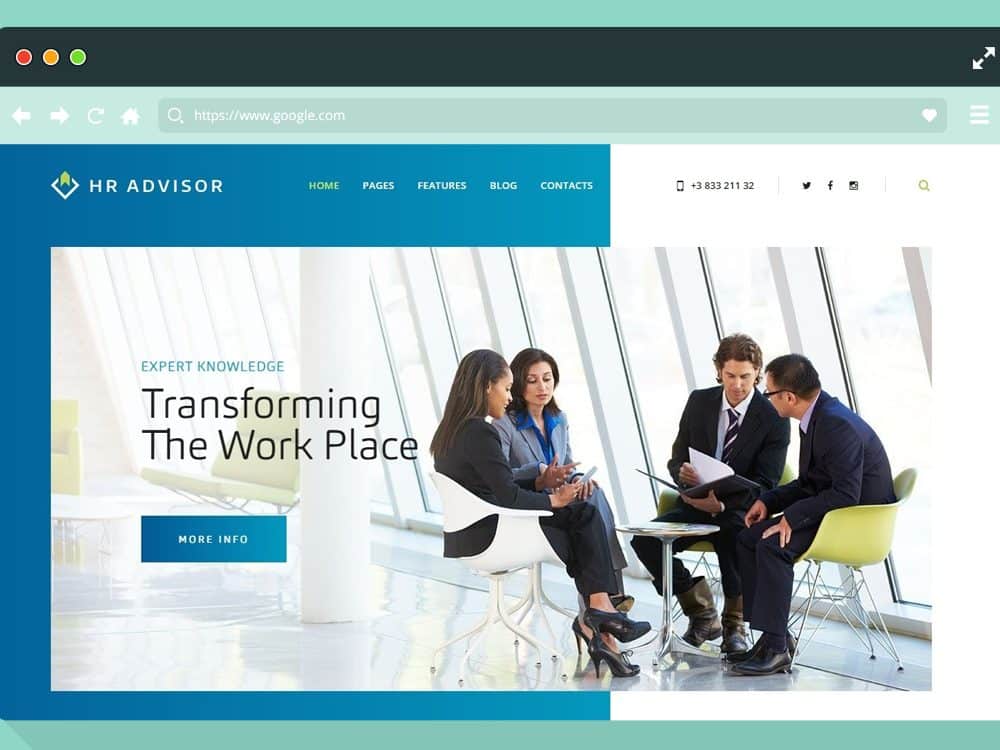 https://www.google.com
HR ADVISOR
HOME PAGES FEATURES BLOG CONTACTS
+3 833 211 32
EXPERT KNOWLEDGE
Transforming
The Work Place
MORE INFO